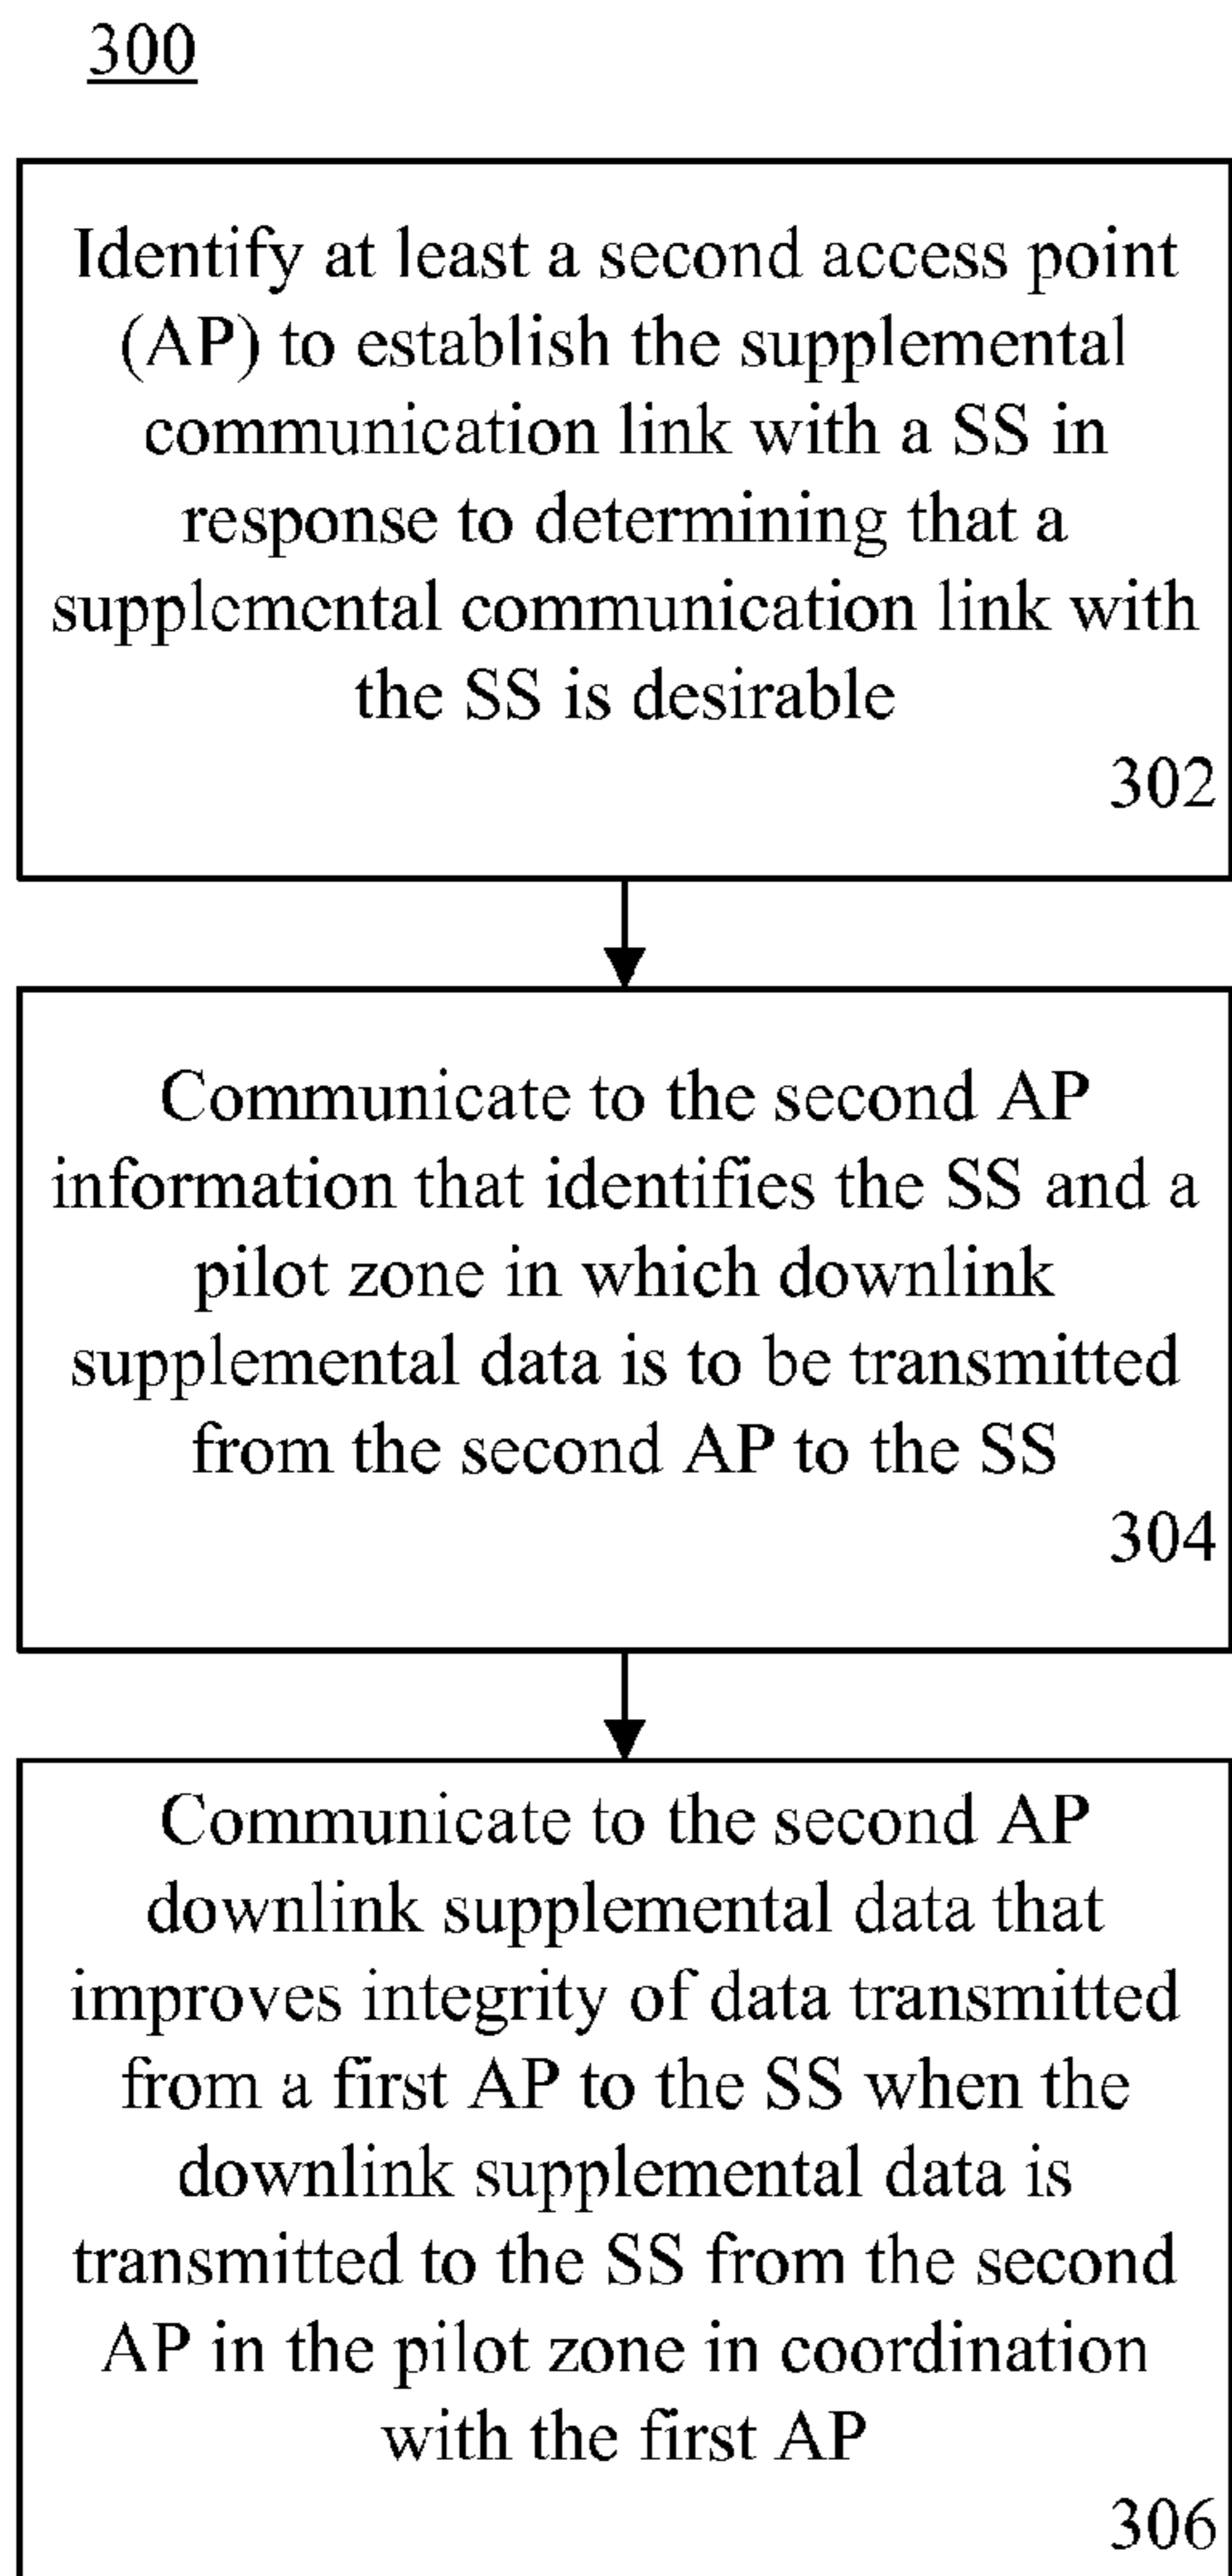 300
Identify at least a second access point
(AP) to establish the supplemental
communication link with a SS in
response to determining that a
supplemental communication link with
the SS is desirable
302
Communicate to the second AP
information that identifies the SS and a
pilot zone in which downlink
supplemental data is to be transmitted
from the second AP to the SS
304
Communicate to the second AP
downlink supplemental data that
improves integrity of data transmitted
from a first AP to the SS when the
downlink supplemental data is
transmitted to the SS from the second
AP in the pilot zone in coordination
with the first AP
306